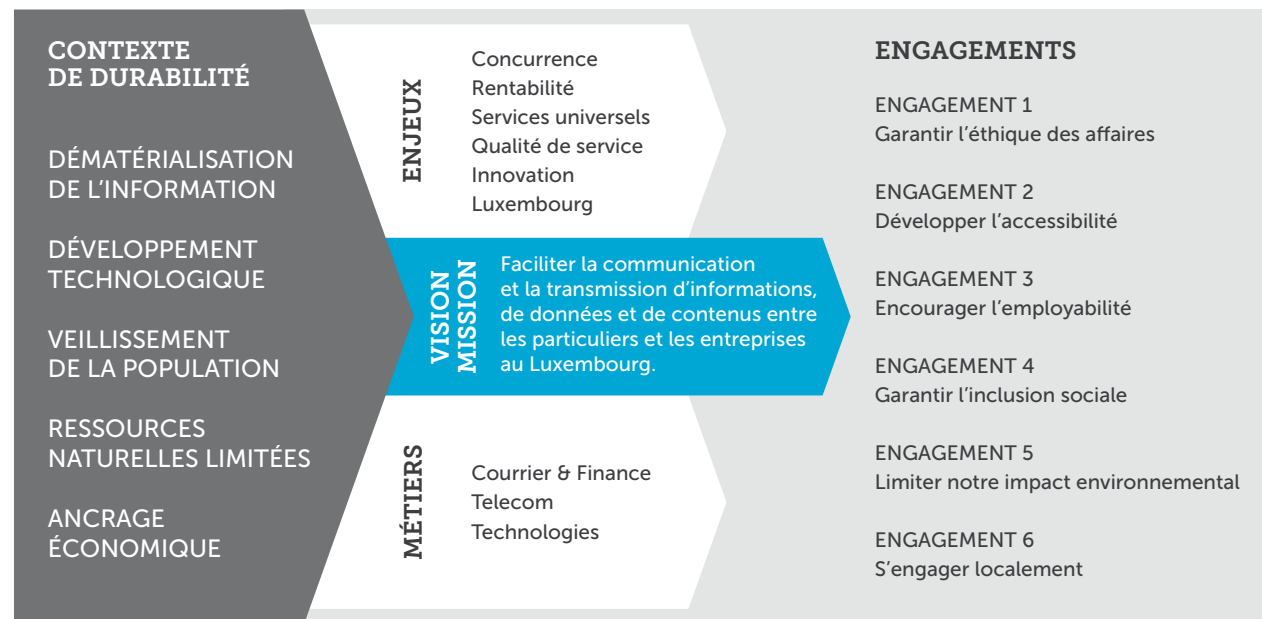 CONTEXTE
DE DURABILITÉ
DÉMATÉRIALISATION
DE L'INFORMATION
DÉVELOPPEMENT
TECHNOLOGIQUE
VEILLISSEMENT
DE LA POPULATION
RESSOURCES
NATURELLES LIMITÉES
ANCRAGE
ÉCONOMIQUE
ENJEUX
Concurrence
Rentabilité
Services universels
Qualité de service
Innovation
Luxembourg
VISION
MISSION
Faciliter la communication
et la transmission d'informations,
de données et de contenus entre
les particuliers et les entreprises
au Luxembourg.
MÉTIERS
Courrier & Finance
Telecom
Technologies
ENGAGEMENTS
ENGAGEMENT 1
Garantir l'éthique des affaires
ENGAGEMENT 2
Développer l'accessibilité
ENGAGEMENT 3
Encourager l'employabilité
ENGAGEMENT 4
Garantir l'inclusion sociale
ENGAGEMENT 5
Limiter notre impact environnemental
ENGAGEMENT 6
S'engager localement